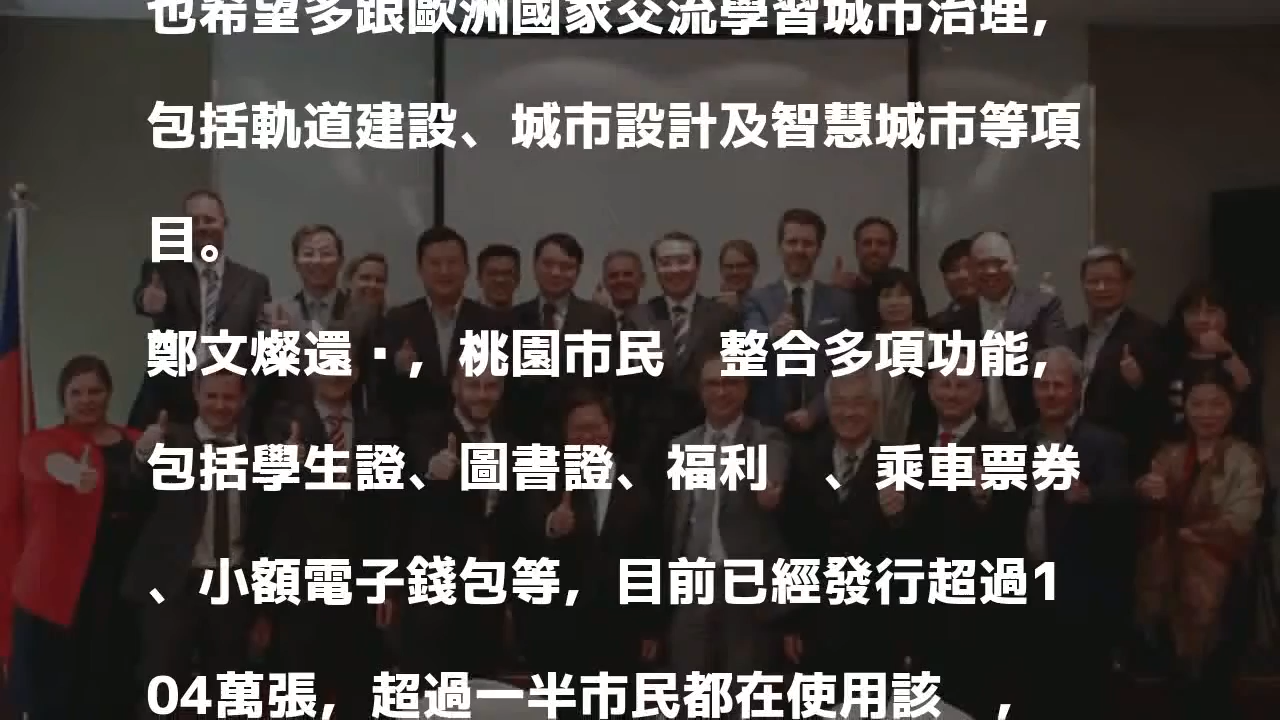 也希望多跟歐洲國家交流學習城市治理,
包括軌道建設、城市設計及智慧城市等項
目。
鄭文燦還·,桃園市民　整合多項功能,
包括學生證、圖書證、福利　、乘車票券
、小額電子錢包等,目前已經發行超過1
04萬張,超過一半市民都在使用該　,